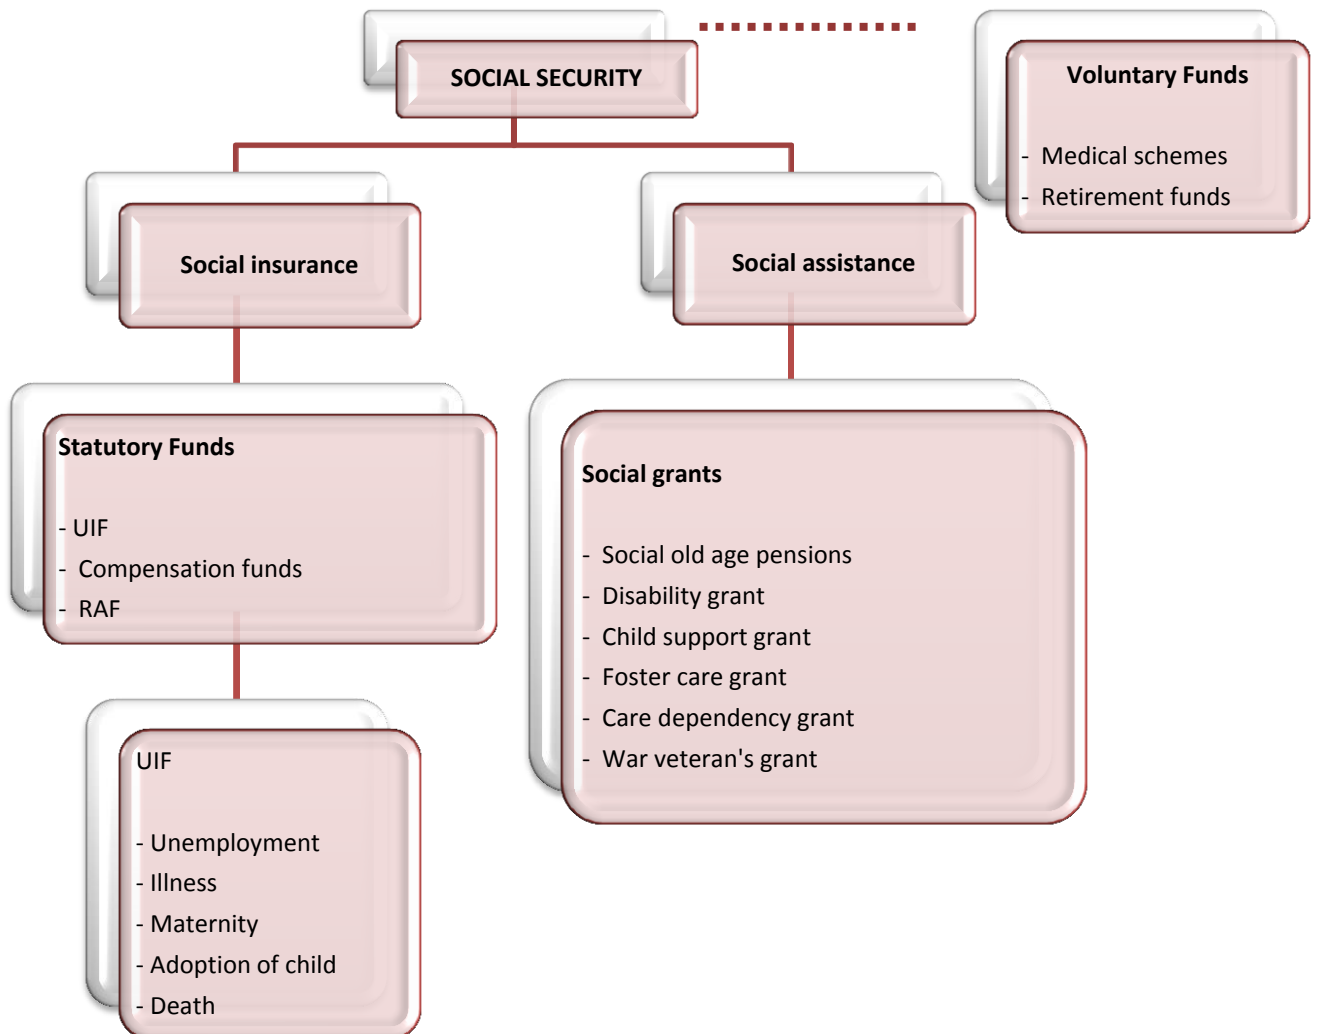 SOCIAL SECURITY
Voluntary Funds
- Medical schemes
- Retirement funds
Social insurance
Social assistance
Statutory Funds
- UIF
- Compensation funds
- RAF
Social grants
- Social old age pensions
- Disability grant
- Child support grant
- Foster care grant
- Care dependency grant
- War veteran's grant
UIF
- Unemployment
- Illness
- Maternity
- Adoption of child
- Death